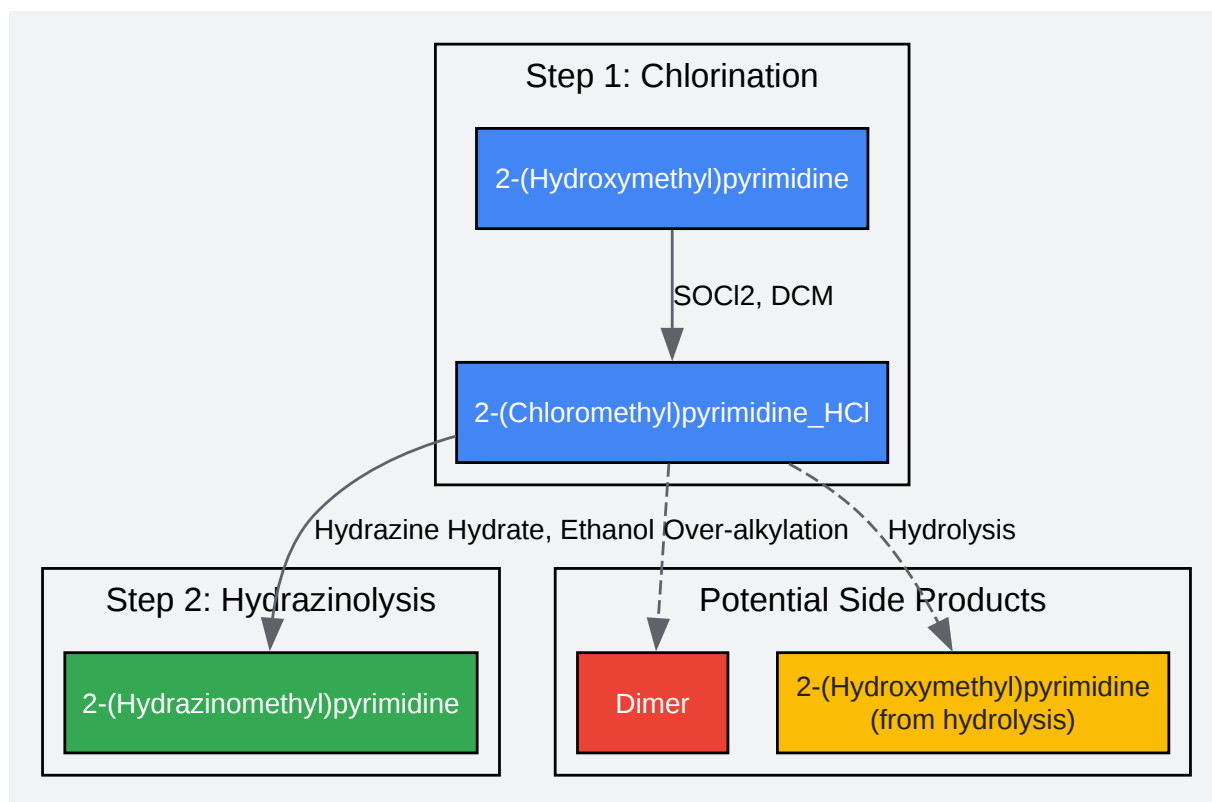 Step 1: Chlorination
2-(Hydroxymethyl)pyrimidine
SOCl2, DCM
2-(Chloromethyl)pyrimidine_HCl
Hydrazine Hydrate, Ethanol
Over-alkylation
Hydrolysis
Step 2: Hydrazinolysis
2-(Hydrazinomethyl)pyrimidine
Potential Side Products
Dimer
2-(Hydroxymethyl)pyrimidine
(from hydrolysis)